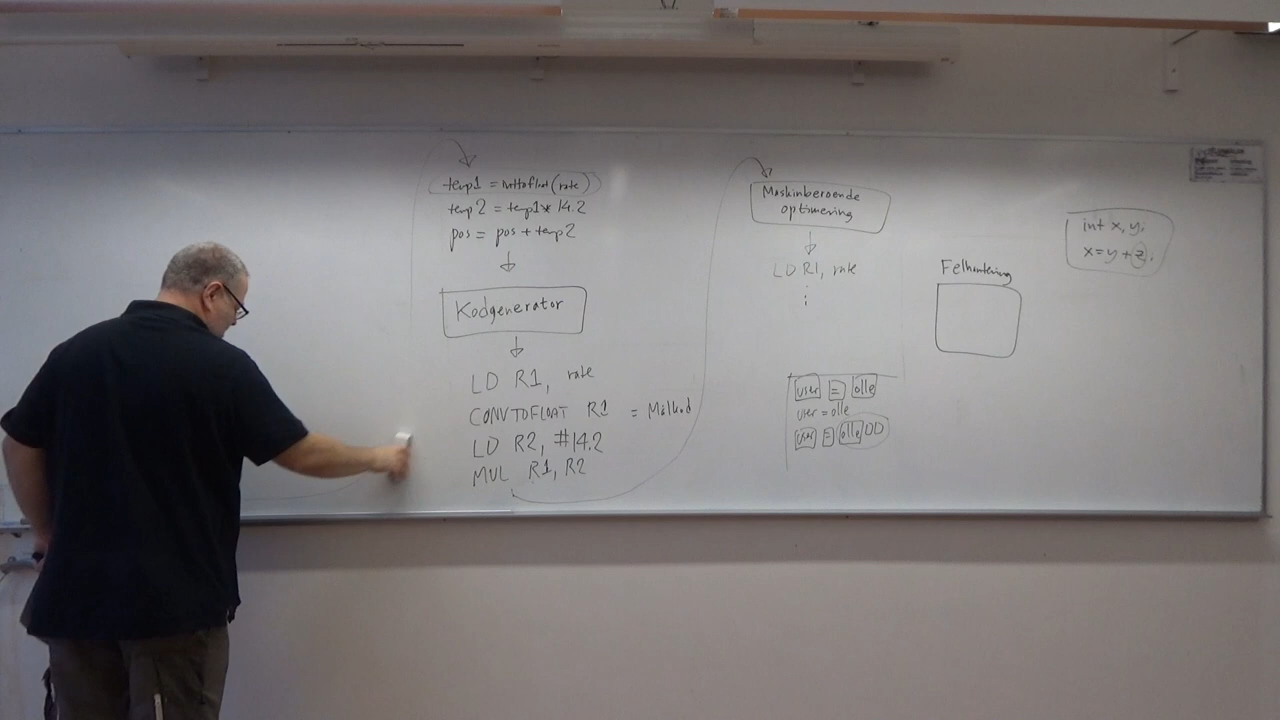 temp1 = inttofloat(rate)
temp2 = temp1 * 14.2
pos = pos + temp2
Kodgenerator
LD R1, rate
CONVTOFLOAT R1 = Målkod
LD R2, #14.2
MUL R1, R2
Maskinberoende
optimering
LD R1, rate
user = olle
user = olle
user = olle DD
Felhantering
int x, y;
x = y + z;